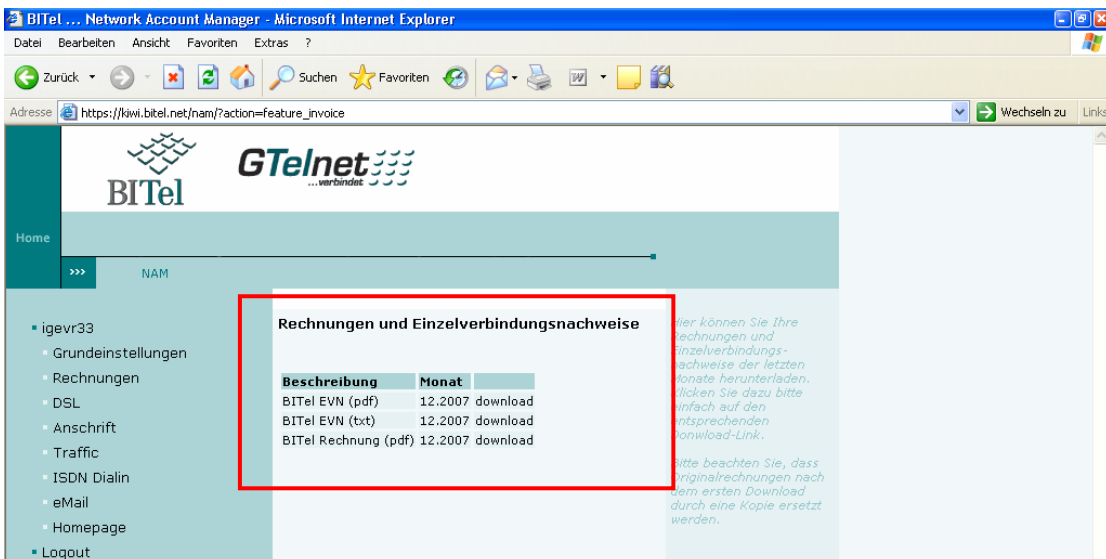 BITel ... Network Account Manager - Microsoft Internet Explorer
Datei Bearbeiten Ansicht Favoriten Extras ?
Zurück Suchen Favoriten
Adresse https://kiwi.bitel.net/nam/?action=feature_invoice Wechseln zu Links
BITel
GTelnet
...verbindet
Home
>>> NAM
igevr33
Grundeinstellungen
Rechnungen
DSL
Anschrift
Traffic
ISDN Dialin
eMail
Homepage
Logout
Rechnungen und Einzelverbindungsnachweise
Beschreibung Monat
BITel EVN (pdf) 12.2007 download
BITel EVN (txt) 12.2007 download
BITel Rechnung (pdf) 12.2007 download
Hier können Sie Ihre
Rechnungen und
Einzelverbindungs-
nachweise der letzten
Monate herunterladen.
Klicken Sie dazu bitte
einfach auf den
entsprechenden
Donwload-Link.
Bitte beachten Sie, dass
Originalrechnungen nach
dem ersten Download
durch eine Kopie ersetzt
werden.